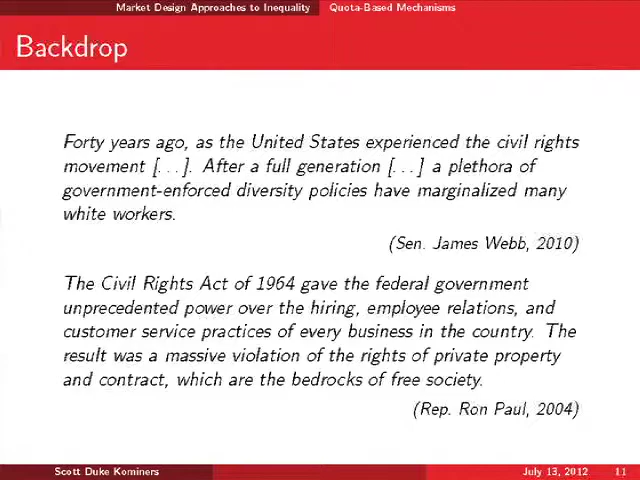 Market Design Approaches to Inequality Quota-Based Mechanisms
Backdrop
Forty years ago, as the United States experienced the civil rights
movement [...]. After a full generation [...] a plethora of
government-enforced diversity policies have marginalized many
white workers.
(Sen. James Webb, 2010)
The Civil Rights Act of 1964 gave the federal government
unprecedented power over the hiring, employee relations, and
customer service practices of every business in the country. The
result was a massive violation of the rights of private property
and contract, which are the bedrocks of free society.
(Rep. Ron Paul, 2004)
Scott Duke Kominers July 13, 2012 11